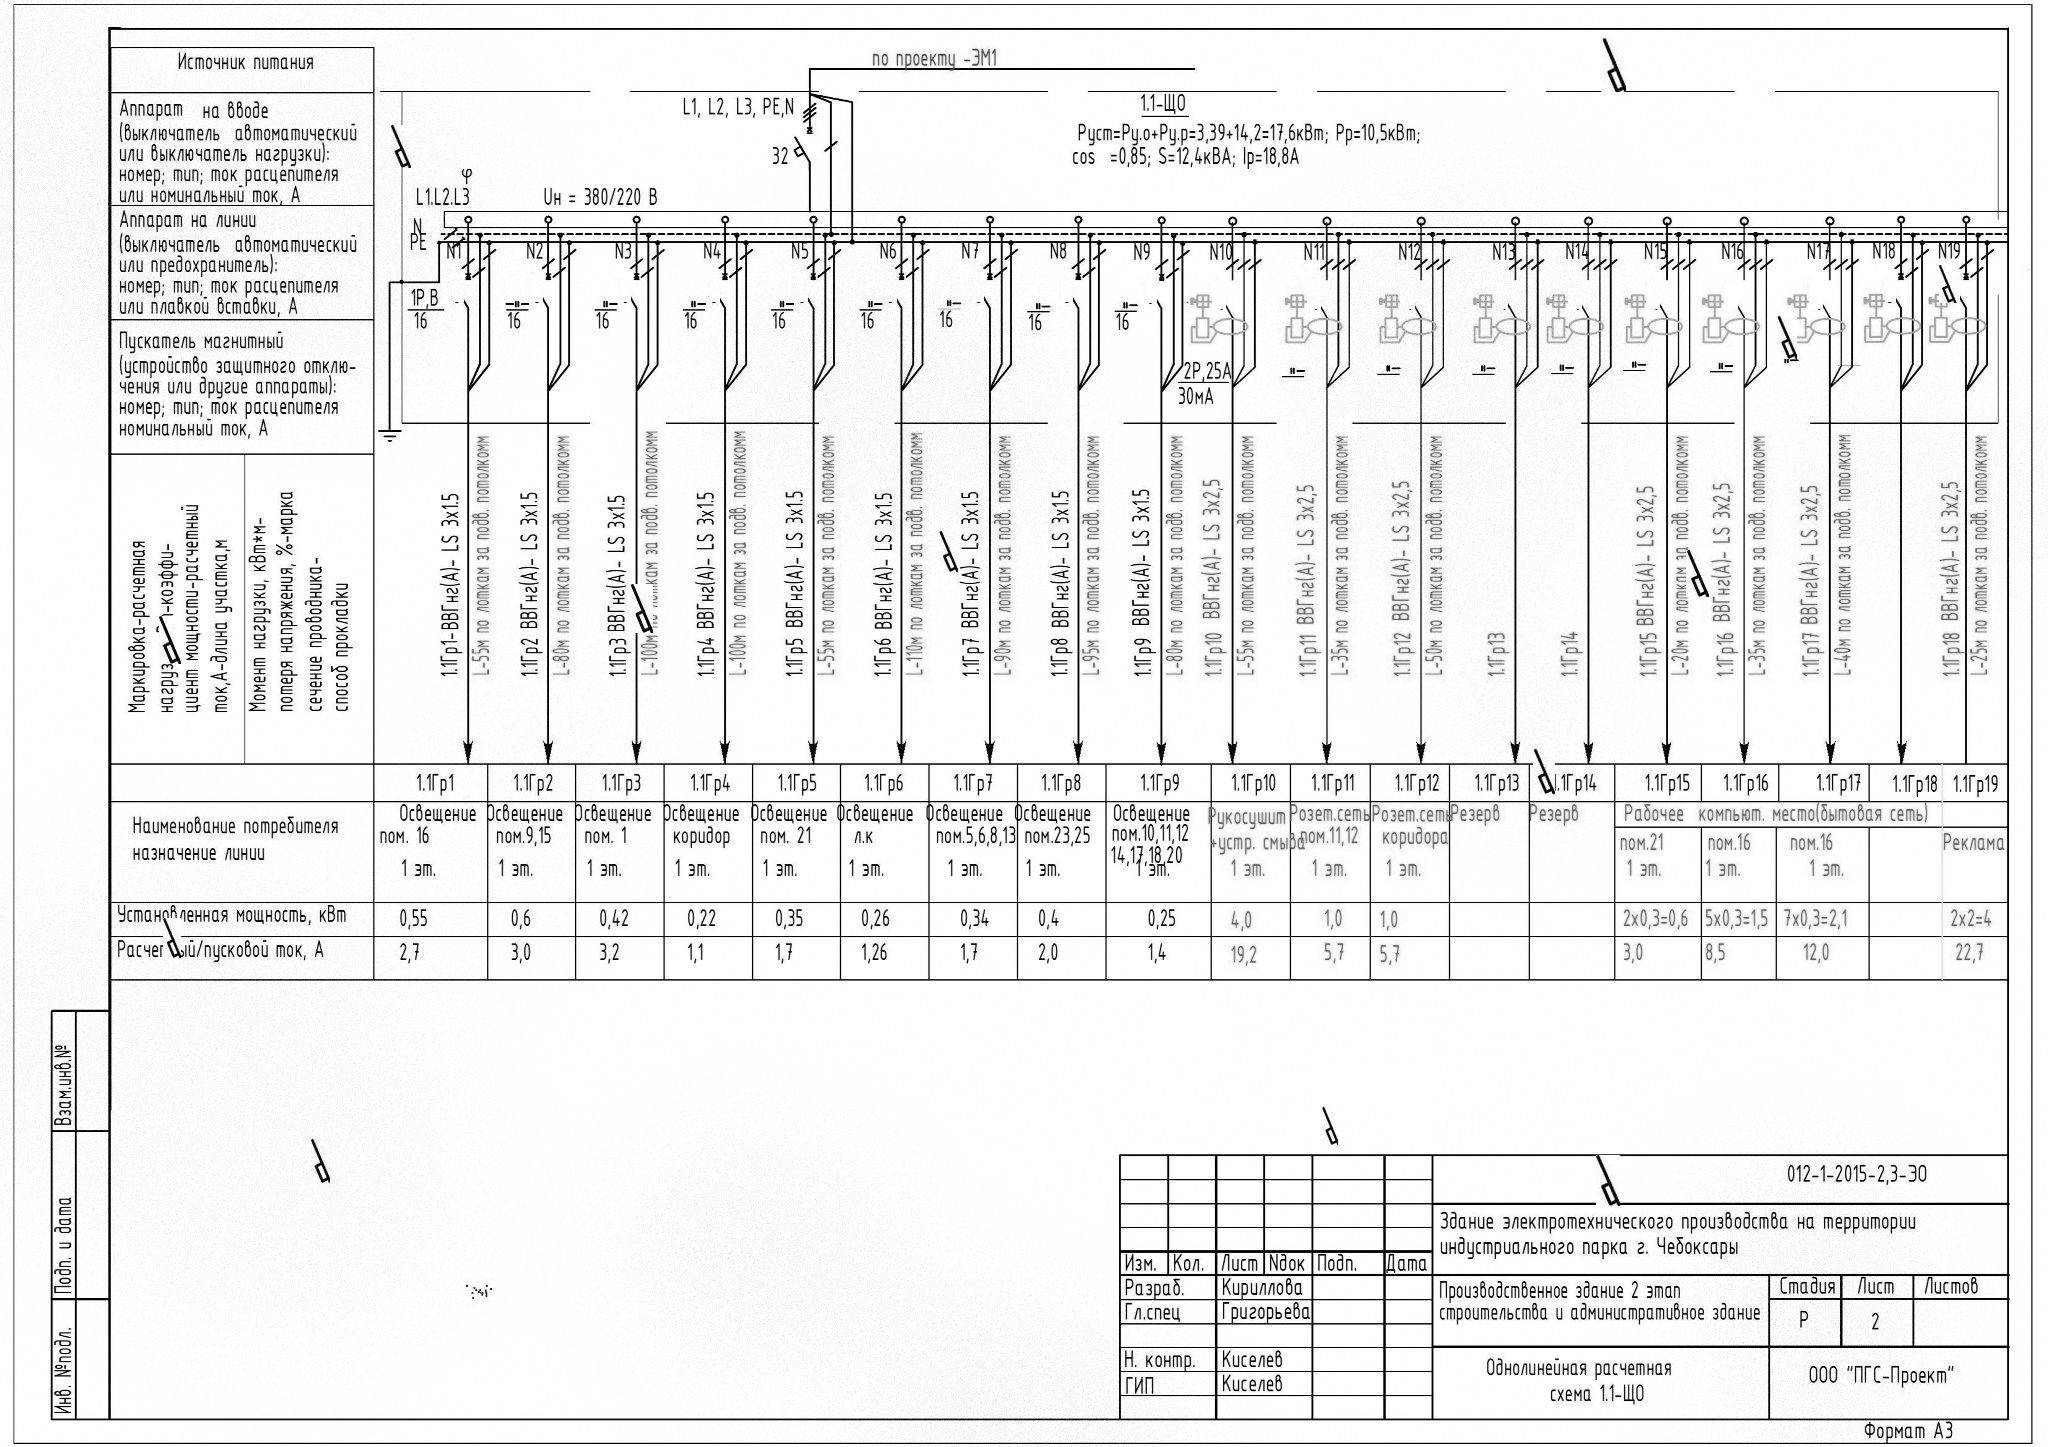 по проекту -ЭМ1
Источник питания
Аппарат на вводе
(выключатель автоматический
или выключатель нагрузки):
номер; тип; ток расцепителя
или номинальный ток, А
L1, L2, L3, PE,N
32
1.1-ЩО
Руст=Ру.о+Ру.р=3,39+14,2=17,6кВт; Рр=10,5кВт;
cos =0,85; S=12,4кВА; Iр=18,8А
φ
L1.L2.L3
Uн = 380/220 В
N
PE
Аппарат на линии
(выключатель автоматический
или предохранитель):
номер; тип; ток расцепителя
или плавкой вставки, А
N1 N2 N3 N4 N5 N6 N7 N8 N9 N10 N11 N12 N13 N14 N15 N16 N17 N18 N19
1Р,В
16 16 16 16 16 16 16 16 16
Пускатель магнитный
(устройство защитного отклю-
чения или другие аппараты):
номер; тип; ток расцепителя
номинальный ток, А
2Р,25А
30мА
Маркировка-расчетная
нагруз -коэффи-
циент мощности-расчетный
ток,А-длина участка,м
Момент нагрузки, кВт*м-
потеря напряжения, %-марка
сечение проводника-
способ прокладки
1.1Гр1-ВВГнг(А)- LS 3х1.5
L-55м по лоткам за подв. потолкомм
1.1Гр2 ВВГнг(А)- LS 3х1.5
L-80м по лоткам за подв. потолкомм
1.1Гр3 ВВГнг(А)- LS 3х1.5
L-100м по лоткам за подв. потолкомм
1.1Гр4 ВВГнг(А)- LS 3х1.5
L-100м по лоткам за подв. потолкомм
1.1Гр5 ВВГнг(А)- LS 3х1.5
L-55м по лоткам за подв. потолкомм
1.1Гр6 ВВГнг(А)- LS 3х1.5
L-110м по лоткам за подв. потолкомм
1.1Гр7 ВВГнг(А)- LS 3х1.5
L-90м по лоткам за подв. потолкомм
1.1Гр8 ВВГнг(А)- LS 3х1.5
L-95м по лоткам за подв. потолкомм
1.1Гр9 ВВГнг(А)- LS 3х1.5
L-80м по лоткам за подв. потолкомм
1.1Гр10 ВВГнг(А)- LS 3х2,5
L-55м по лоткам за подв. потолкомм
1.1Гр11 ВВГнг(А)- LS 3х2,5
L-35м по лоткам за подв. потолкомм
1.1Гр12 ВВГнг(А)- LS 3х2,5
L-50м по лоткам за подв. потолкомм
1.1Гр13
1.1Гр14
1.1Гр15 ВВГнг(А)- LS 3х2,5
L-20м по лоткам за подв. потолкомм
1.1Гр16 ВВГнг(А)- LS 3х2,5
L-35м по лоткам за подв. потолкомм
1.1Гр17 ВВГнг(А)- LS 3х2,5
L-40м по лоткам за подв. потолкомм
1.1Гр18 ВВГнг(А)- LS 3х2,5
L-25м по лоткам за подв. потолкомм
1.1Гр1 1.1Гр2 1.1Гр3 1.1Гр4 1.1Гр5 1.1Гр6 1.1Гр7 1.1Гр8 1.1Гр9 1.1Гр10 1.1Гр11 1.1Гр12 1.1Гр13 1.1Гр14 1.1Гр15 1.1Гр16 1.1Гр17 1.1Гр18 1.1Гр19
Наименование потребителя
назначение линии
Освещение
пом. 16
1 эт.
Освещение
пом.9,15
1 эт.
Освещение
пом. 1
1 эт.
Освещение
коридор
1 эт.
Освещение
пом. 21
1 эт.
Освещение
л.к
1 эт.
Освещение
пом.5,6,8,13
1 эт.
Освещение
пом.23,25
1 эт.
Освещение
пом.10,11,12
14,17,18,20
1 эт.
Рукосушит
+устр. смыва
1 эт.
Розет.сеть
пом.11,12
1 эт.
Розет.сеть
коридора
1 эт.
Резерв
Резерв
Рабочее компьют. место(бытовая сеть)
пом.21
1 эт.
пом.16
1 эт.
пом.16
1 эт.
Реклама
Установленная мощность, кВт
0,55 0,6 0,42 0,22 0,35 0,26 0,34 0,4 0,25 4,0 1,0 1,0 2х0,3=0,6 5х0,3=1,5 7х0,3=2,1 2х2=4
Расчетный/пусковой ток, А
2,7 3,0 3,2 1,1 1,7 1,26 1,7 2,0 1,4 19,2 5,7 5,7 3,0 8,5 12,0 22,7
Взам.инв.№
Подп. и дата
Инв. №подл.
012-1-2015-2,3-ЭО
Здание электротехнического производства на территории
индустриального парка г. Чебоксары
Изм. Кол. Лист Nдок Подп. Дата
Разраб. Кириллова
Гл.спец Григорьева
Н. контр. Киселев
ГИП Киселев
Производственное здание 2 этап
строительства и административное здание
Стадия Лист Листов
Р 2
Однолинейная расчетная
схема 1.1-ЩО
ООО "ПГС-Проект"
Формат А3